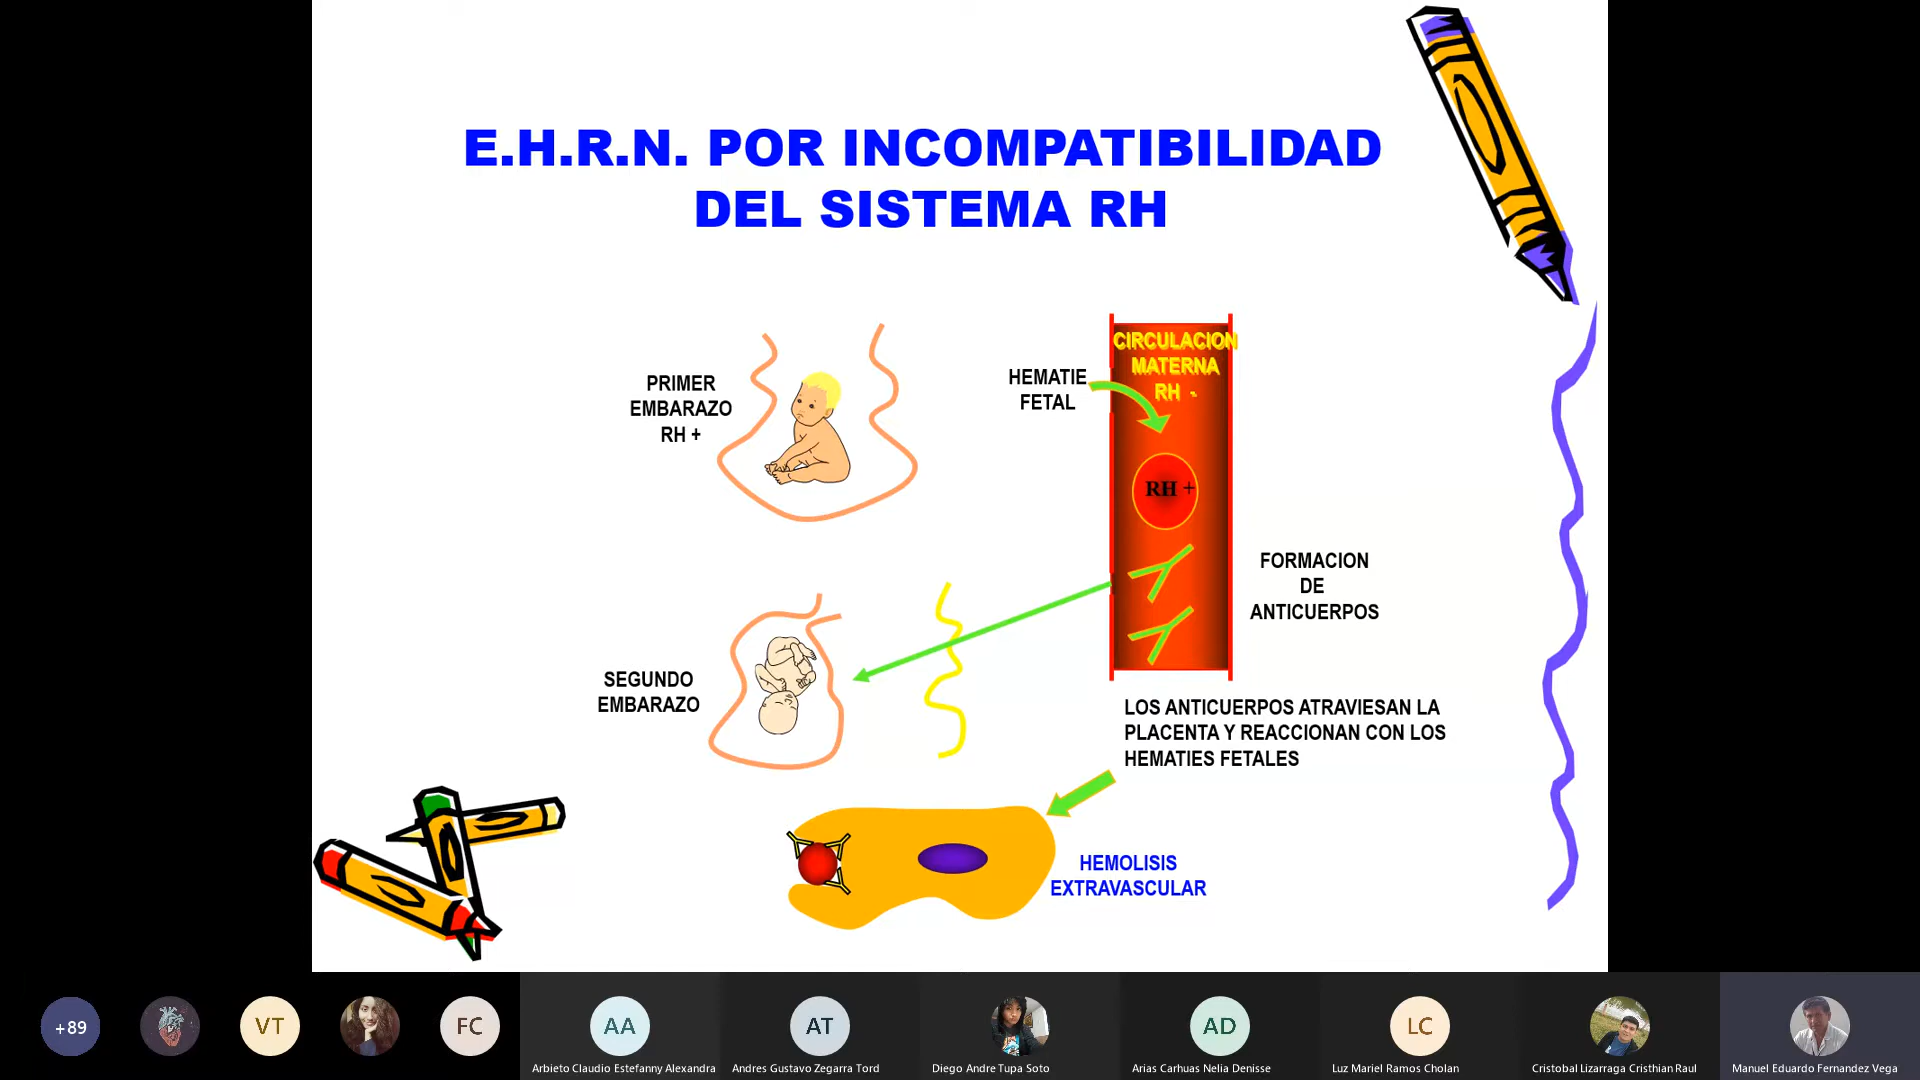 E.H.R.N. POR INCOMPATIBILIDAD
DEL SISTEMA RH
PRIMER
EMBARAZO
RH +
HEMATIE
FETAL
CIRCULACION
MATERNA
RH -
RH +
FORMACION
DE
ANTICUERPOS
SEGUNDO
EMBARAZO
LOS ANTICUERPOS ATRAVIESAN LA
PLACENTA Y REACCIONAN CON LOS
HEMATIES FETALES
HEMOLISIS
EXTRAVASCULAR
+89
VT
FC
AA
AT
AD
LC
Arbieto Claudio Estefanny Alexandra
Andres Gustavo Zegarra Tord
Diego Andre Tupa Soto
Arias Carhuas Nelia Denisse
Luz Mariel Ramos Cholan
Cristobal Lizarraga Cristhian Raul
Manuel Eduardo Fernandez Vega